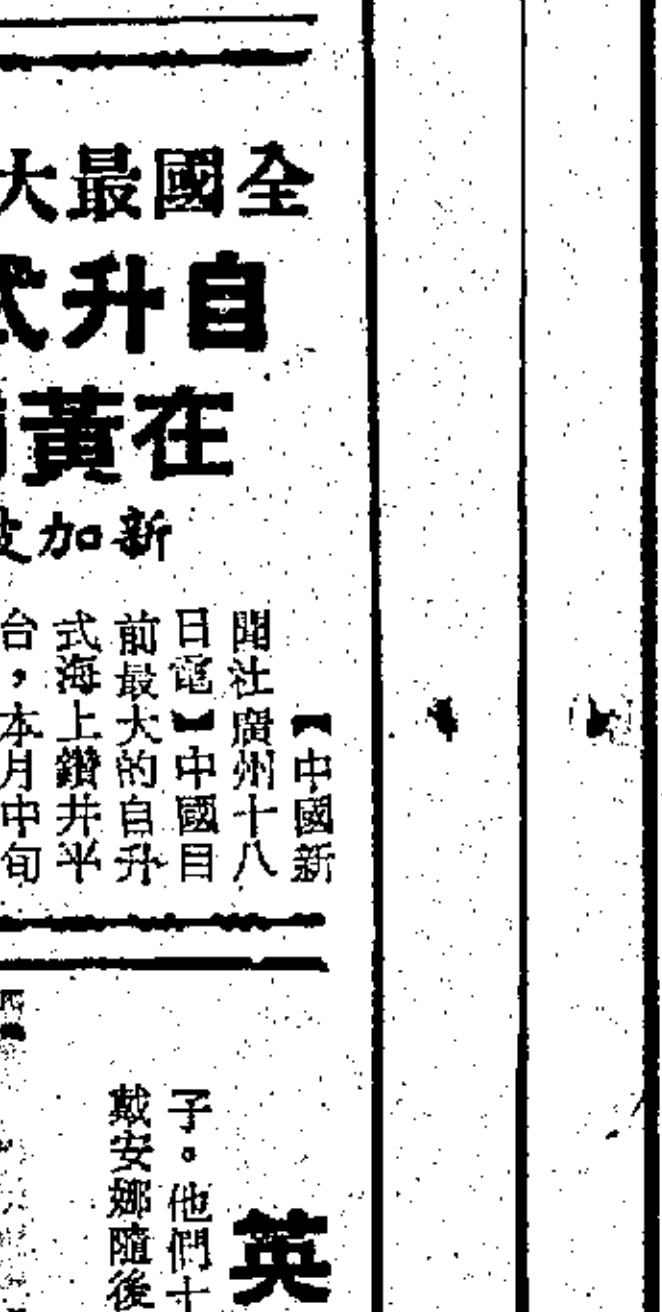 全國最大
自升式
在黃
新加坡
【中國新
聞社廣州十八
日電】中國目
前最大的自升
式海上鑽井平
台，本月中旬
英
子。他們十
戴安娜隨後